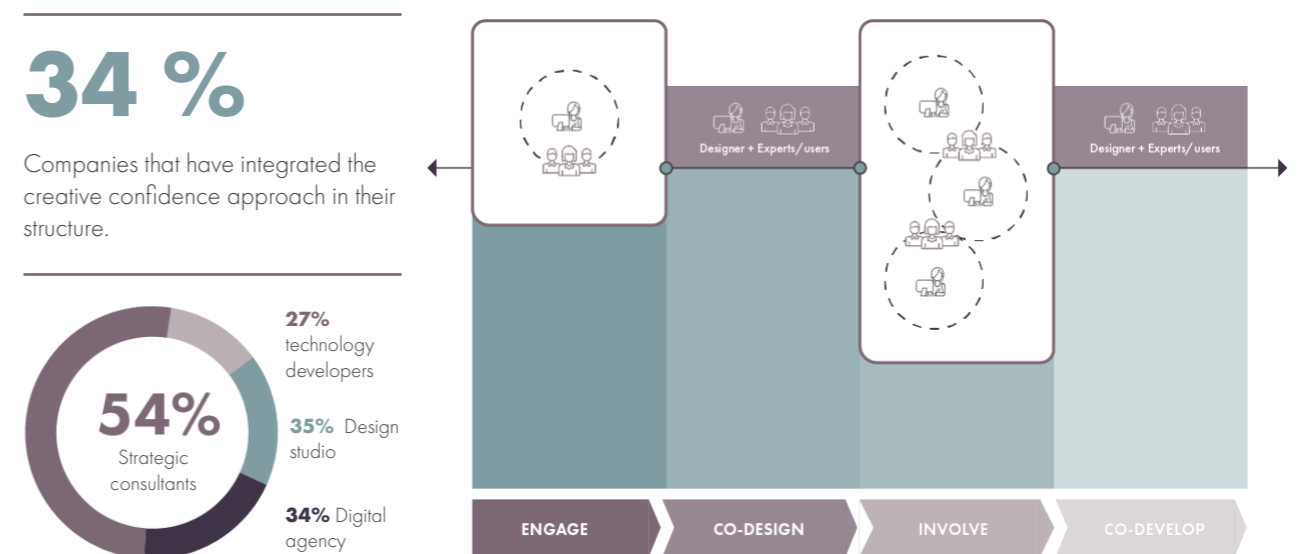 34 %
Companies that have integrated the
creative confidence approach in their
structure.
54%
Strategic
consultants
27%
technology
developers
35% Design
studio
34% Digital
agency
Designer + Experts/users
Designer + Experts/users
ENGAGE
CO-DESIGN
INVOLVE
CO-DEVELOP